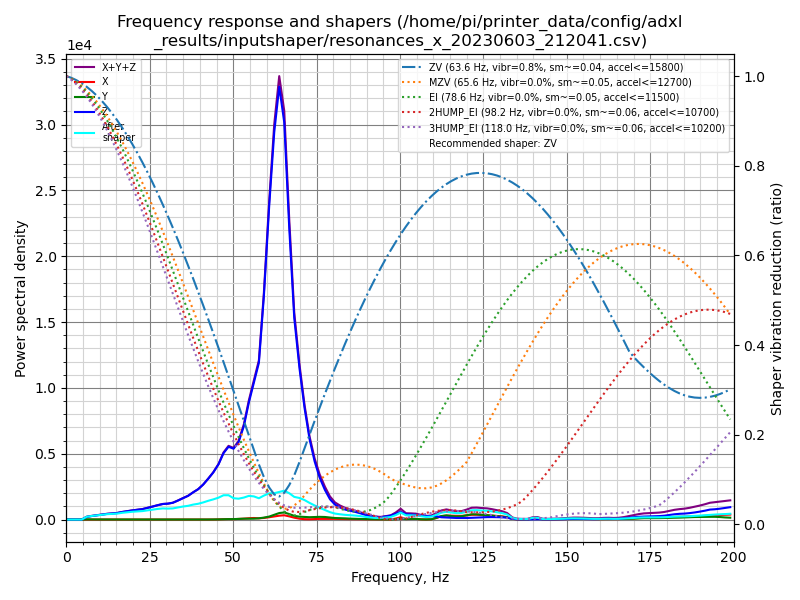 Frequency response and shapers (/home/pi/printer_data/config/adxl
_results/inputshaper/resonances_x_20230603_212041.csv)
1e4
X+Y+Z
X
Y
Z
After
shaper
ZV (63.6 Hz, vibr=0.8%, sm~=0.04, accel<=15800)
MZV (65.6 Hz, vibr=0.0%, sm~=0.05, accel<=12700)
EI (78.6 Hz, vibr=0.0%, sm~=0.05, accel<=11500)
2HUMP_EI (98.2 Hz, vibr=0.0%, sm~=0.06, accel<=10700)
3HUMP_EI (118.0 Hz, vibr=0.0%, sm~=0.06, accel<=10200)
Recommended shaper: ZV
3.5
3.0
2.5
2.0
1.5
1.0
0.5
0.0
Power spectral density
1.0
0.8
0.6
0.4
0.2
0.0
Shaper vibration reduction (ratio)
0 25 50 75 100 125 150 175 200
Frequency, Hz